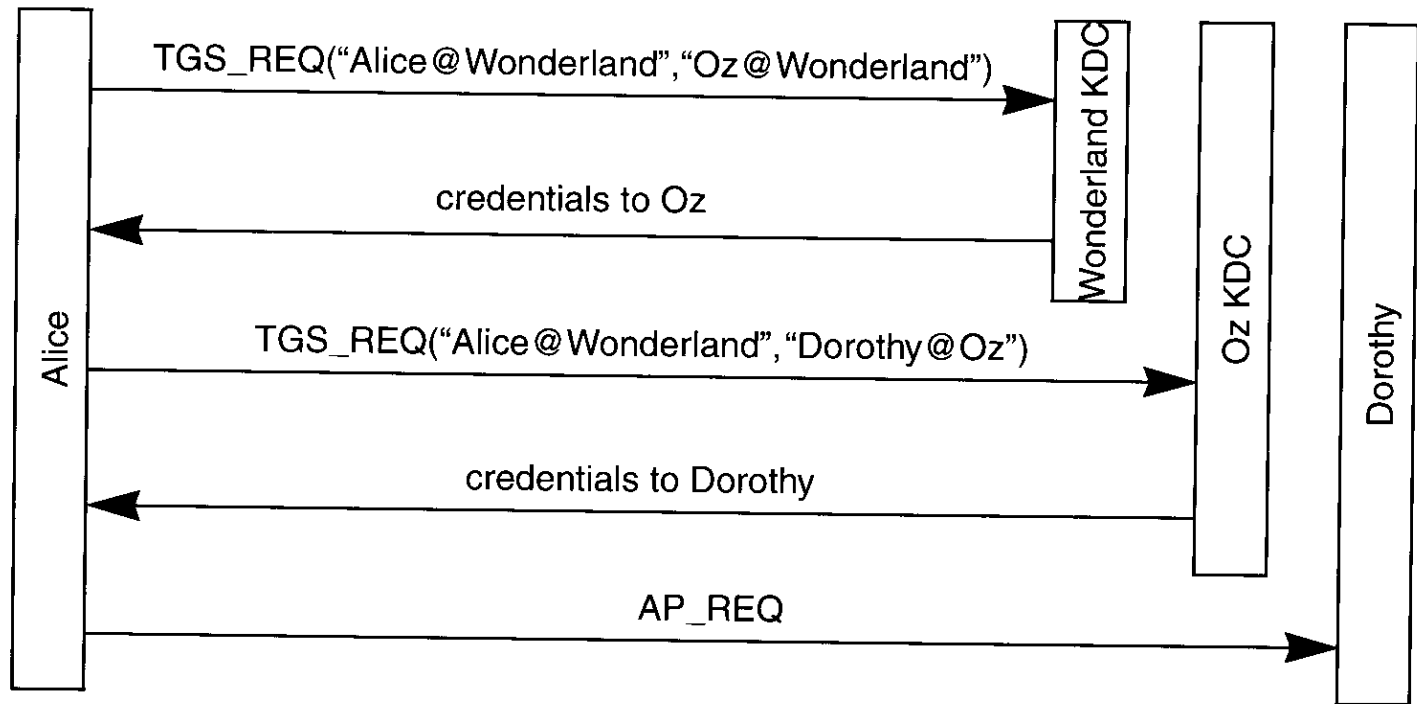 TGS_REQ(“Alice@Wonderland”,“Oz@Wonderland”)
Wonderland KDC
credentials to Oz
Alice
TGS_REQ(“Alice@Wonderland”,“Dorothy@Oz”)
Oz KDC
Dorothy
credentials to Dorothy
AP_REQ